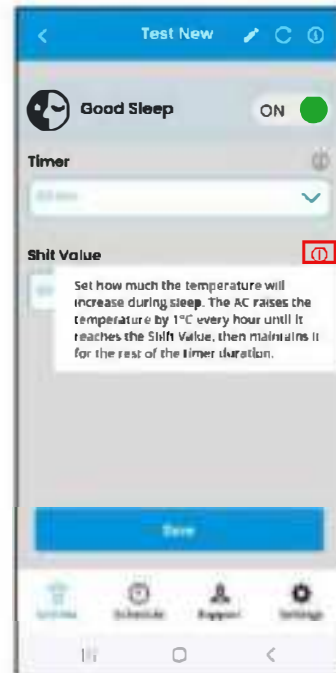 Test New
Good Sleep
ON
Timer
Shit Value
Set how much the temperature will
increase during sleep. The AC raises the
temperature by 1°C every hour until it
reaches the Shift Value, then maintains it
for the rest of the timer duration.
Save
Schedule
Support
Settings